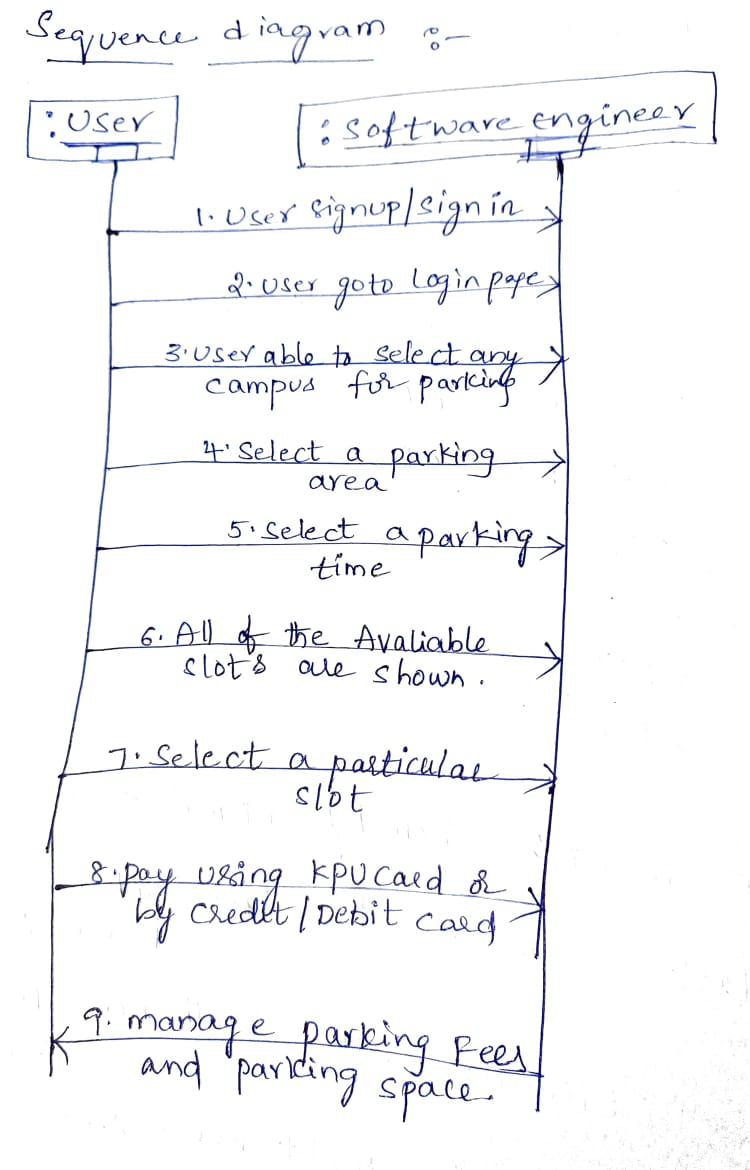 Sequence diagram :-
: User
: Software engineer
1. User signup/sign in
2. User goto Login page
3. User able to select any
campus for parking
4. Select a parking
area
5. Select a parking
time
6. All of the Avaliable
slots are shown.
7. Select a particular
slot
8. pay using KPU Card or
by Credit / Debit Card
9. manage parking Fees
and parking space.